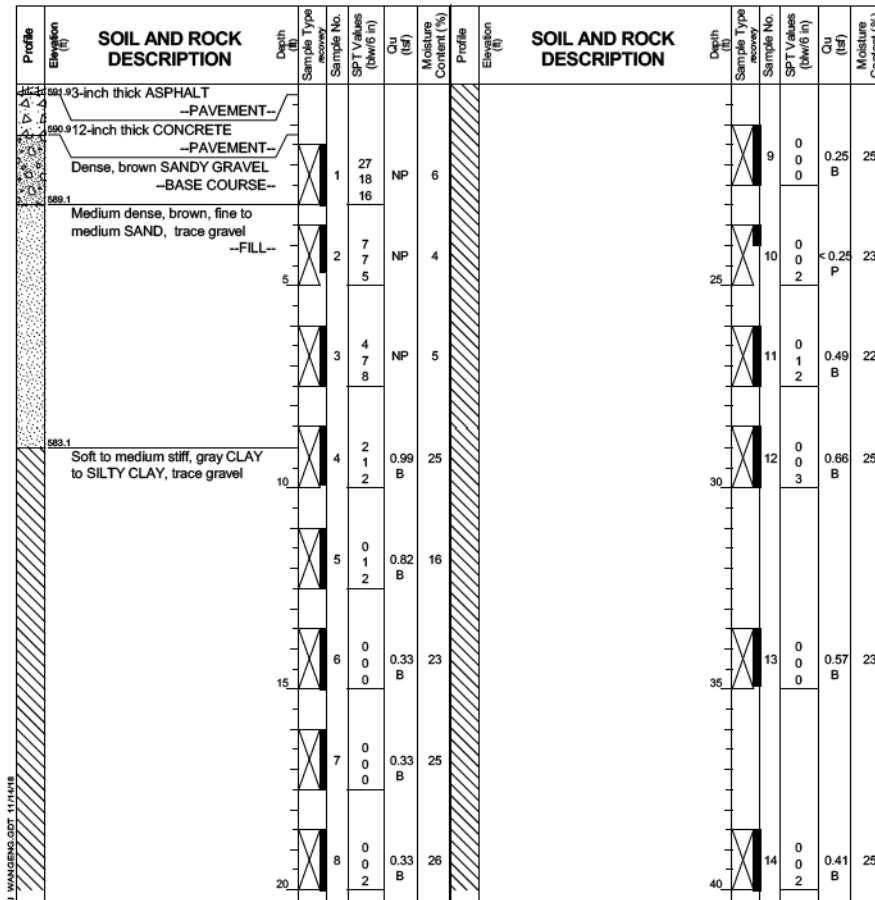 Profile
Elevation (ft)
SOIL AND ROCK DESCRIPTION
Depth (ft)
Sample Type recovery
Sample No.
SPT Values (blw/6 in)
Qu (tsf)
Moisture Content (%)
Profile
Elevation (ft)
SOIL AND ROCK DESCRIPTION
Depth (ft)
Sample Type recovery
Sample No.
SPT Values (blw/6 in)
Qu (tsf)
Moisture Content (%)
591.9 3-inch thick ASPHALT
--PAVEMENT--
590.9 12-inch thick CONCRETE
--PAVEMENT--
Dense, brown SANDY GRAVEL
--BASE COURSE--
1 27 18 16 NP 6
589.1
Medium dense, brown, fine to
medium SAND, trace gravel
--FILL--
2 7 7 5 NP 4
5
3 4 7 8 NP 5
583.1
Soft to medium stiff, gray CLAY
to SILTY CLAY, trace gravel
4 2 1 2 0.99 B 25
10
5 0 1 2 0.82 B 16
6 0 0 0 0.33 B 23
15
7 0 0 0 0.33 B 25
8 0 0 2 0.33 B 26
20
9 0 0 0 0.25 B 25
10 0 0 2 < 0.25 P 23
25
11 0 1 2 0.49 B 22
12 0 0 3 0.66 B 25
30
13 0 0 0 0.57 B 23
35
14 0 0 2 0.41 B 25
40
WANGENG.GDT 11/14/18